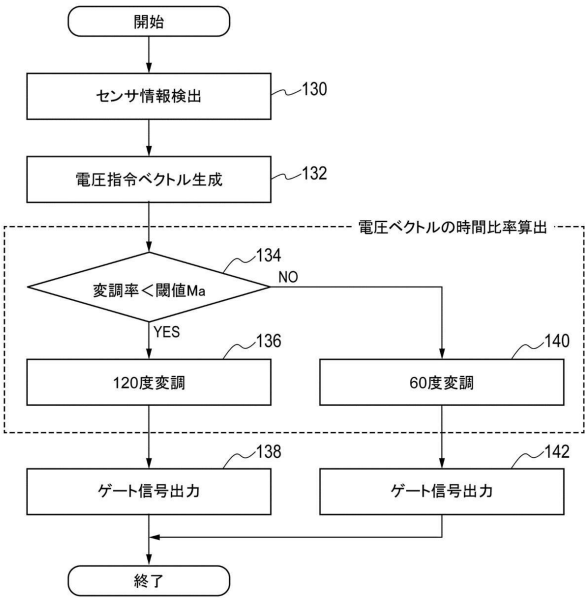 開始
センサ情報検出
130
電圧指令ベクトル生成
132
電圧ベクトルの時間比率算出
134
変調率<閾値Ma
NO
YES
136
120度変調
140
60度変調
138
ゲート信号出力
142
ゲート信号出力
終了